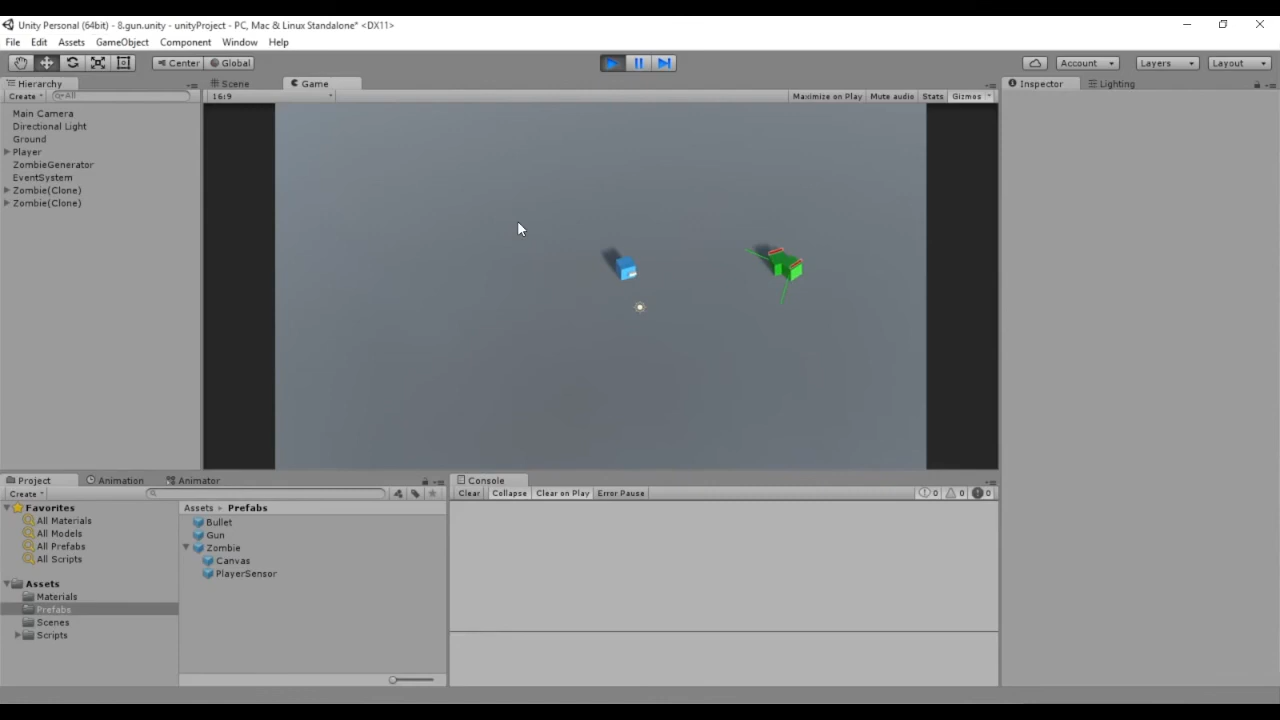 Unity Personal (64bit) - 8.gun.unity - unityProject - PC, Mac & Linux Standalone* <DX11>
File Edit Assets GameObject Component Window Help
Center Global Account Layers Layout
Hierarchy Scene Game Inspector Lighting
Create All 16:9 Maximize on Play Mute audio Stats Gizmos
Main Camera
Directional Light
Ground
Player
ZombieGenerator
EventSystem
Zombie(Clone)
Zombie(Clone)
Project Animation Animator Console
Create Clear Collapse Clear on Play Error Pause 0 0 0
Favorites
All Materials
All Models
All Prefabs
All Scripts
Assets
Materials
Prefabs
Scenes
Scripts
Assets Prefabs
Bullet
Gun
Zombie
Canvas
PlayerSensor